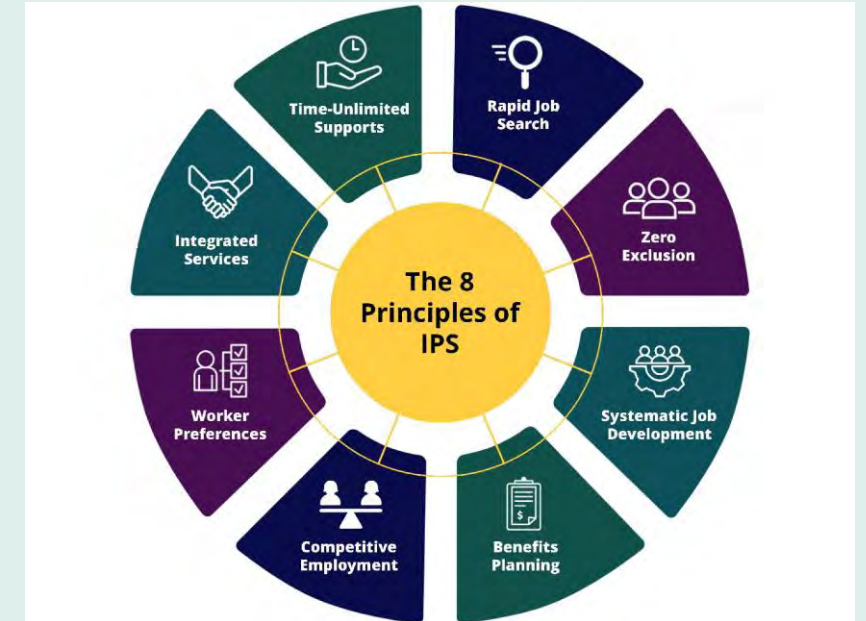 The 8
Principles of
IPS
Rapid Job
Search
Zero
Exclusion
Systematic Job
Development
Benefits
Planning
$
Competitive
Employment
Worker
Preferences
Integrated
Services
Time-Unlimited
Supports